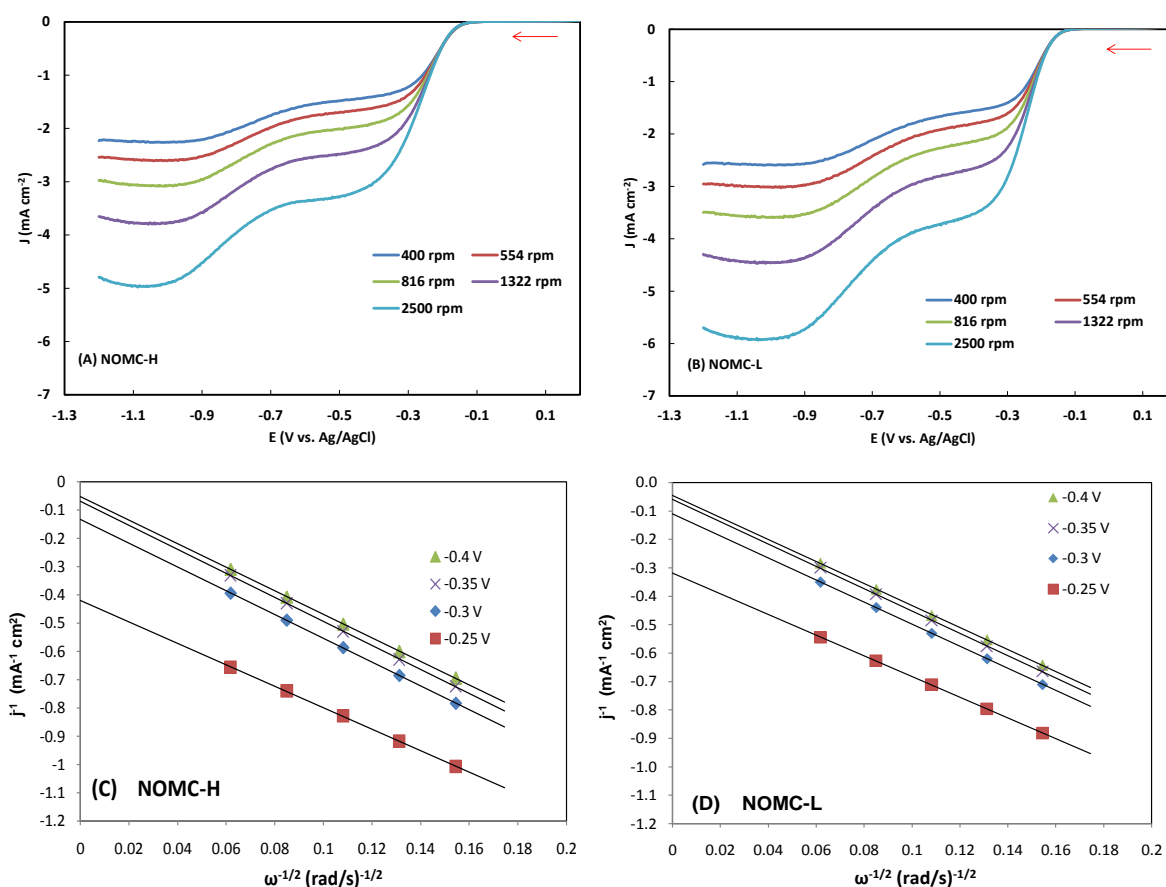 0
-1
-2
-3
-4
-5
-6
-7
J (mA cm-2)
400 rpm 554 rpm
816 rpm 1322 rpm
2500 rpm
(A) NOMC-H
-1.3 -1.1 -0.9 -0.7 -0.5 -0.3 -0.1 0.1
E (V vs. Ag/AgCl)
0
-1
-2
-3
-4
-5
-6
-7
J (mA cm-2)
400 rpm 554 rpm
816 rpm 1322 rpm
2500 rpm
(B) NOMC-L
-1.3 -1.1 -0.9 -0.7 -0.5 -0.3 -0.1 0.1
E (V vs. Ag/AgCl)
0
-0.1
-0.2
-0.3
-0.4
-0.5
-0.6
-0.7
-0.8
-0.9
-1
-1.1
-1.2
j-1 (mA-1 cm2)
-0.4 V
-0.35 V
-0.3 V
-0.25 V
(C) NOMC-H
0 0.02 0.04 0.06 0.08 0.1 0.12 0.14 0.16 0.18 0.2
ω-1/2 (rad/s)-1/2
0.0
-0.1
-0.2
-0.3
-0.4
-0.5
-0.6
-0.7
-0.8
-0.9
-1.0
-1.1
-1.2
j-1 (mA-1 cm2)
-0.4 V
-0.35 V
-0.3 V
-0.25 V
(D) NOMC-L
0 0.02 0.04 0.06 0.08 0.1 0.12 0.14 0.16 0.18 0.2
ω-1/2 (rad/s)-1/2